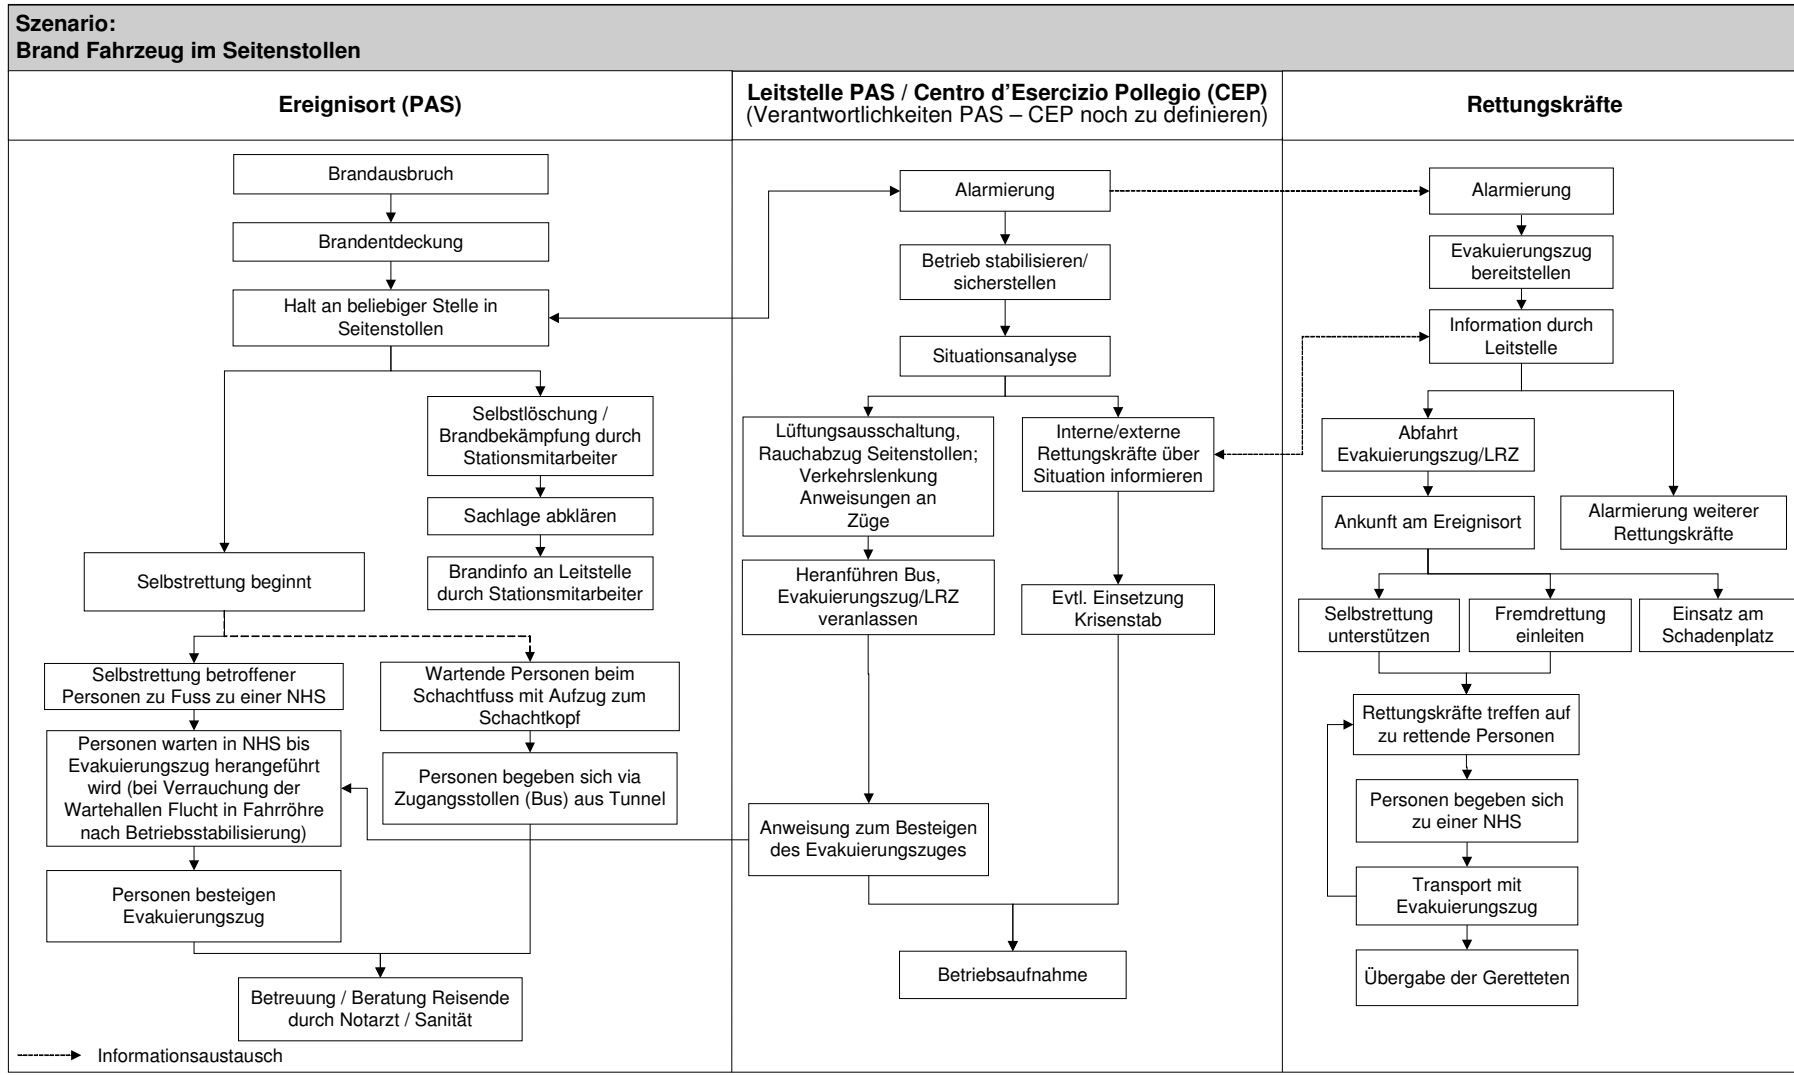 Szenario:
Brand Fahrzeug im Seitenstollen
Ereignisort (PAS)
Leitstelle PAS / Centro d'Esercizio Pollegio (CEP)
(Verantwortlichkeiten PAS – CEP noch zu definieren)
Rettungskräfte
Brandausbruch
Brandentdeckung
Halt an beliebiger Stelle in
Seitenstollen
Selbstlöschung /
Brandbekämpfung durch
Stationsmitarbeiter
Sachlage abklären
Brandinfo an Leitstelle
durch Stationsmitarbeiter
Selbstrettung beginnt
Selbstrettung betroffener
Personen zu Fuss zu einer NHS
Wartende Personen beim
Schachtfuss mit Aufzug zum
Schachtkopf
Personen warten in NHS bis
Evakuierungszug herangeführt
wird (bei Verrauchung der
Wartehallen Flucht in Fahrröhre
nach Betriebsstabilisierung)
Personen begeben sich via
Zugangsstollen (Bus) aus Tunnel
Personen besteigen
Evakuierungszug
Betreuung / Beratung Reisende
durch Notarzt / Sanität
Informationsaustausch
Alarmierung
Betrieb stabilisieren/
sicherstellen
Situationsanalyse
Lüftungsausschaltung,
Rauchabzug Seitenstollen;
Verkehrslenkung
Anweisungen an
Züge
Interne/externe
Rettungskräfte über
Situation informieren
Heranführen Bus,
Evakuierungszug/LRZ
veranlassen
Evtl. Einsetzung
Krisenstab
Anweisung zum Besteigen
des Evakuierungszuges
Betriebsaufnahme
Alarmierung
Evakuierungszug
bereitstellen
Information durch
Leitstelle
Abfahrt
Evakuierungszug/LRZ
Ankunft am Ereignisort
Alarmierung weiterer
Rettungskräfte
Selbstrettung
unterstützen
Fremdrettung
einleiten
Einsatz am
Schadenplatz
Rettungskräfte treffen auf
zu rettende Personen
Personen begeben sich
zu einer NHS
Transport mit
Evakuierungszug
Übergabe der Geretteten